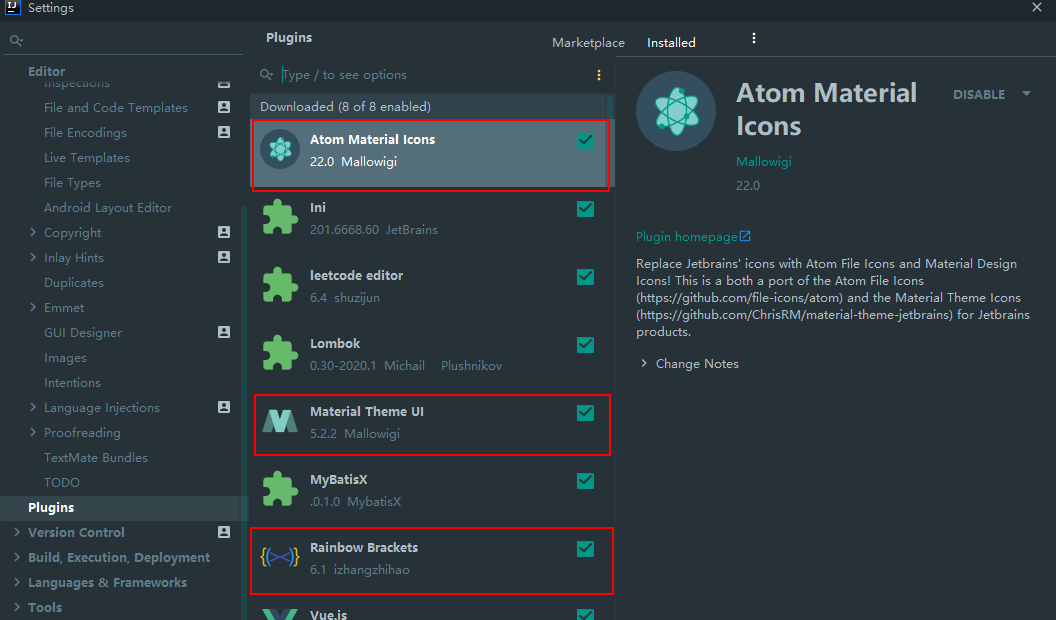 Settings
Editor
Inspections
File and Code Templates
File Encodings
Live Templates
File Types
Android Layout Editor
Copyright
Inlay Hints
Duplicates
Emmet
GUI Designer
Images
Intentions
Language Injections
Proofreading
TextMate Bundles
TODO
Plugins
Version Control
Build, Execution, Deployment
Languages & Frameworks
Tools
Plugins
Marketplace
Installed
Type / to see options
Downloaded (8 of 8 enabled)
Atom Material Icons
22.0 Mallowigi
Ini
201.6668.60 JetBrains
leetcode editor
6.4 shuzijun
Lombok
0.30-2020.1 Michail Plushnikov
Material Theme UI
5.2.2 Mallowigi
MyBatisX
.0.1.0 MybatisX
Rainbow Brackets
6.1 izhangzhihao
Vue.js
Atom Material
Icons
DISABLE
Mallowigi
22.0
Plugin homepage
Replace Jetbrains' icons with Atom File Icons and Material Design
Icons! This is a both a port of the Atom File Icons
(https://github.com/file-icons/atom) and the Material Theme Icons
(https://github.com/ChrisRM/material-theme-jetbrains) for Jetbrains
products.
Change Notes